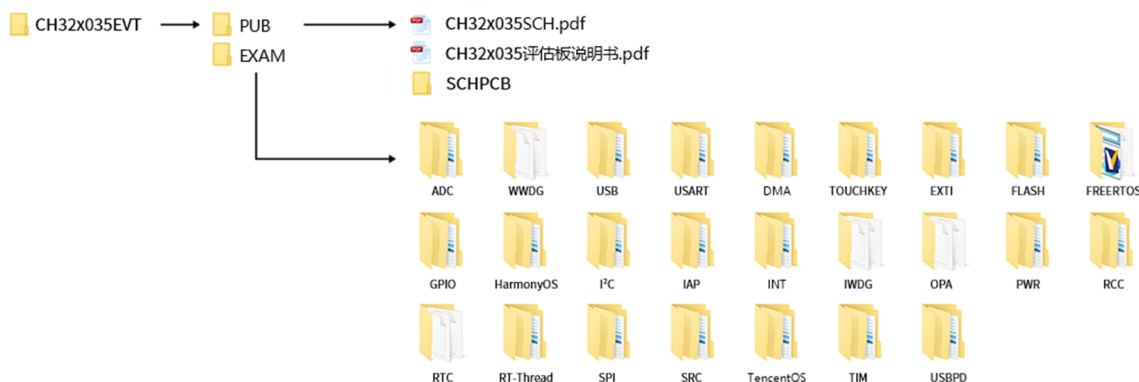 CH32x035EVT
PUB
EXAM
CH32x035SCH.pdf
CH32x035评估板说明书.pdf
SCHPCB
ADC WWDG USB USART DMA TOUCHKEY EXTI FLASH FREERTOS
GPIO HarmonyOS I²C IAP INT IWDG OPA PWR RCC
RTC RT-Thread SPI SRC TencentOS TIM USBPD